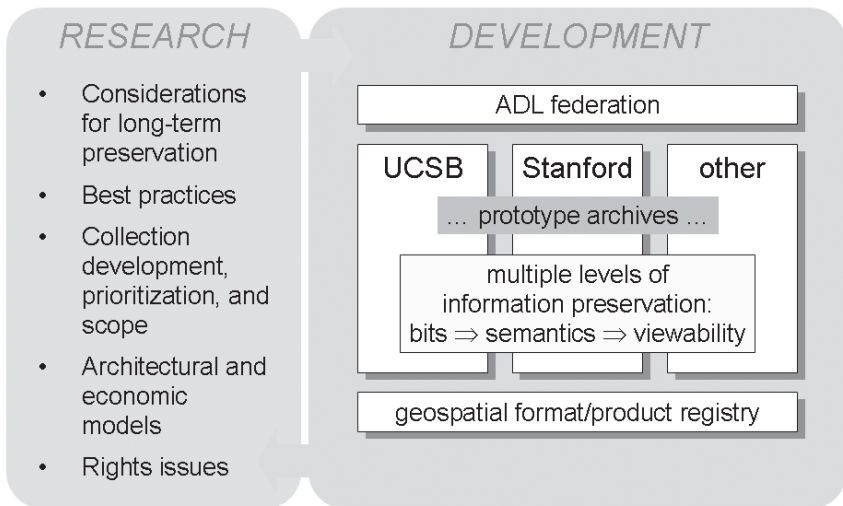 RESEARCH
• Considerations
for long-term
preservation
• Best practices
• Collection
development,
prioritization, and
scope
• Architectural and
economic
models
• Rights issues
DEVELOPMENT
ADL federation
UCSB
Stanford
other
... prototype archives ...
multiple levels of
information preservation:
bits ⇒ semantics ⇒ viewability
geospatial format/product registry